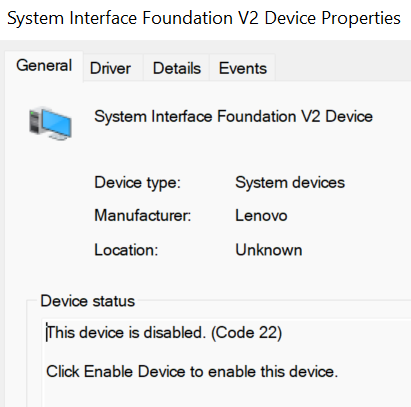 System Interface Foundation V2 Device Properties
General Driver Details Events
System Interface Foundation V2 Device
Device type: System devices
Manufacturer: Lenovo
Location: Unknown
Device status
This device is disabled. (Code 22)
Click Enable Device to enable this device.